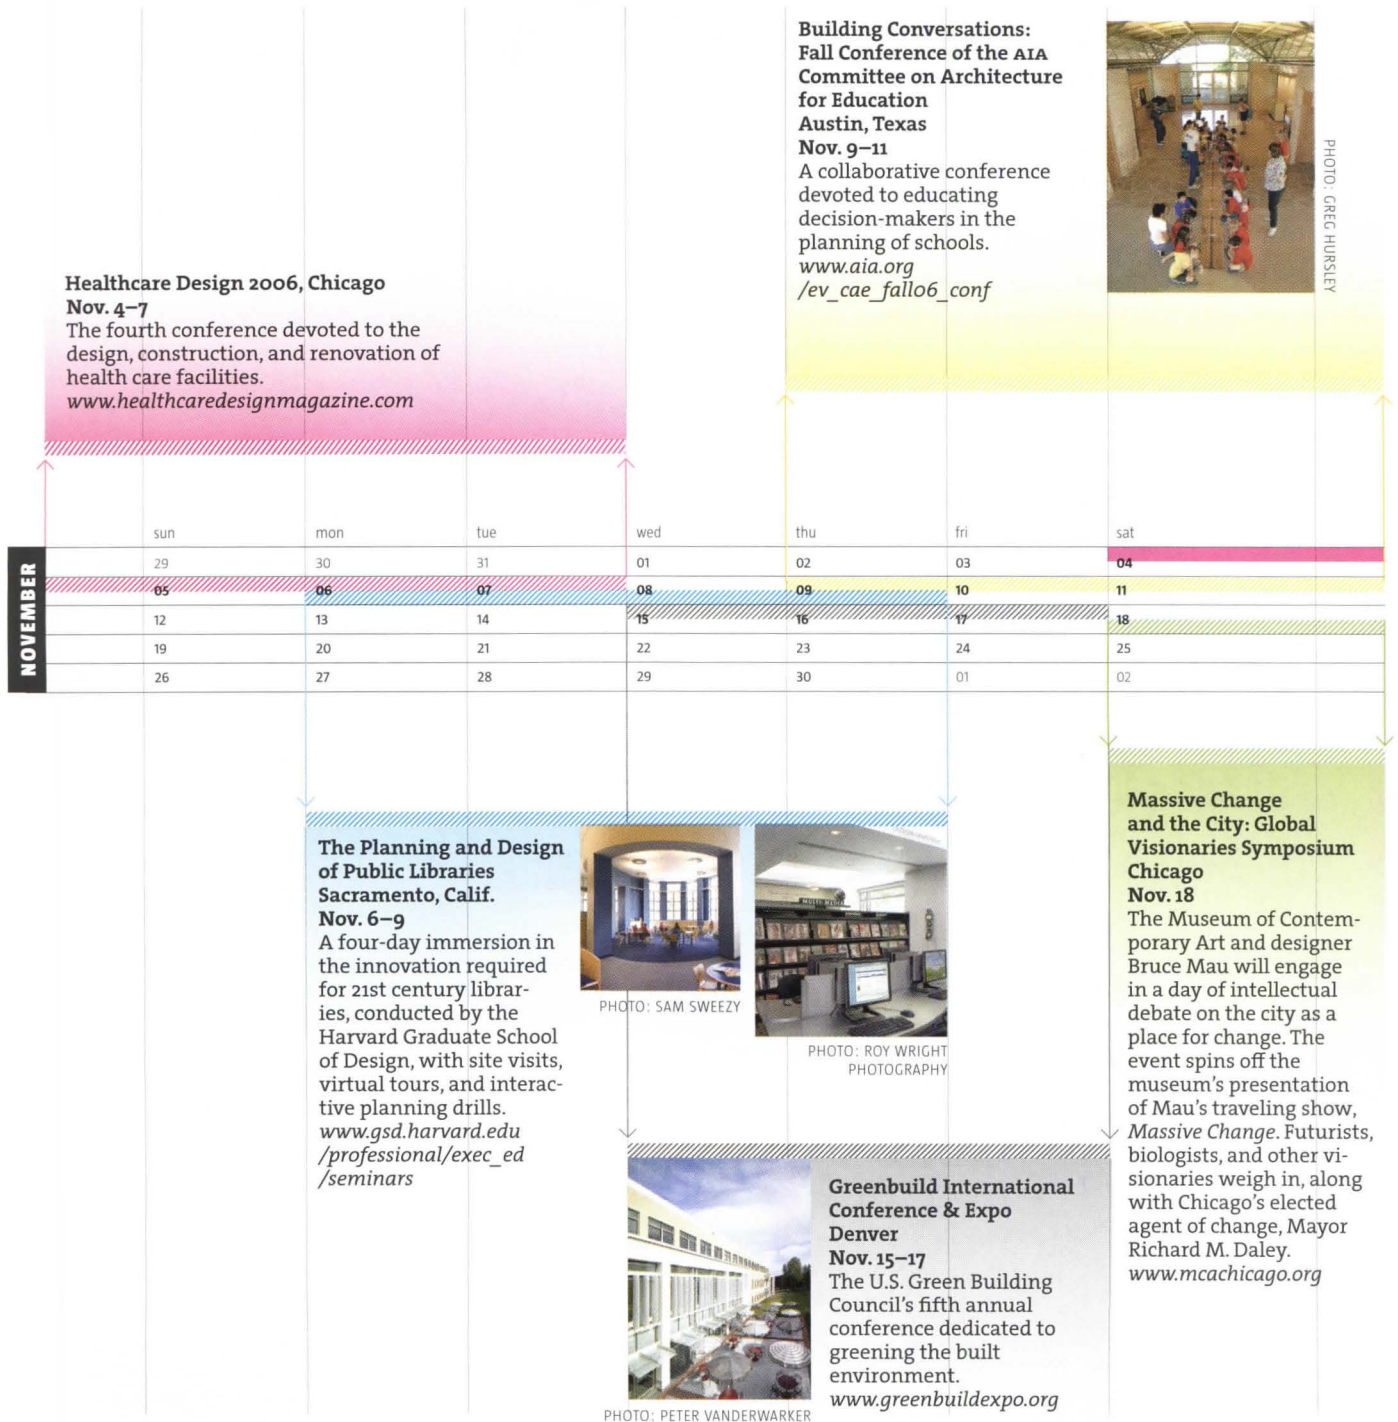 Building Conversations:
Fall Conference of the AIA
Committee on Architecture
for Education
Austin, Texas
Nov. 9–11
A collaborative conference
devoted to educating
decision-makers in the
planning of schools.
www.aia.org
/ev_cae_fall06_conf
PHOTO: GREG HURSLEY
Healthcare Design 2006, Chicago
Nov. 4–7
The fourth conference devoted to the
design, construction, and renovation of
health care facilities.
www.healthcaredesignmagazine.com
NOVEMBER
sun mon tue wed thu fri sat
29 30 31 01 02 03 04
05 06 07 08 09 10 11
12 13 14 15 16 17 18
19 20 21 22 23 24 25
26 27 28 29 30 01 02
The Planning and Design
of Public Libraries
Sacramento, Calif.
Nov. 6–9
A four-day immersion in
the innovation required
for 21st century librar-
ies, conducted by the
Harvard Graduate School
of Design, with site visits,
virtual tours, and interac-
tive planning drills.
www.gsd.harvard.edu
/professional/exec_ed
/seminars
PHOTO: SAM SWEEZY
MULTI-MEDIA
PHOTO: ROY WRIGHT
PHOTOGRAPHY
Massive Change
and the City: Global
Visionaries Symposium
Chicago
Nov. 18
The Museum of Contem-
porary Art and designer
Bruce Mau will engage
in a day of intellectual
debate on the city as a
place for change. The
event spins off the
museum's presentation
of Mau's traveling show,
Massive Change. Futurists,
biologists, and other vi-
sionaries weigh in, along
with Chicago's elected
agent of change, Mayor
Richard M. Daley.
www.mcachicago.org
Greenbuild International
Conference & Expo
Denver
Nov. 15–17
The U.S. Green Building
Council's fifth annual
conference dedicated to
greening the built
environment.
www.greenbuildexpo.org
PHOTO: PETER VANDERWARKER